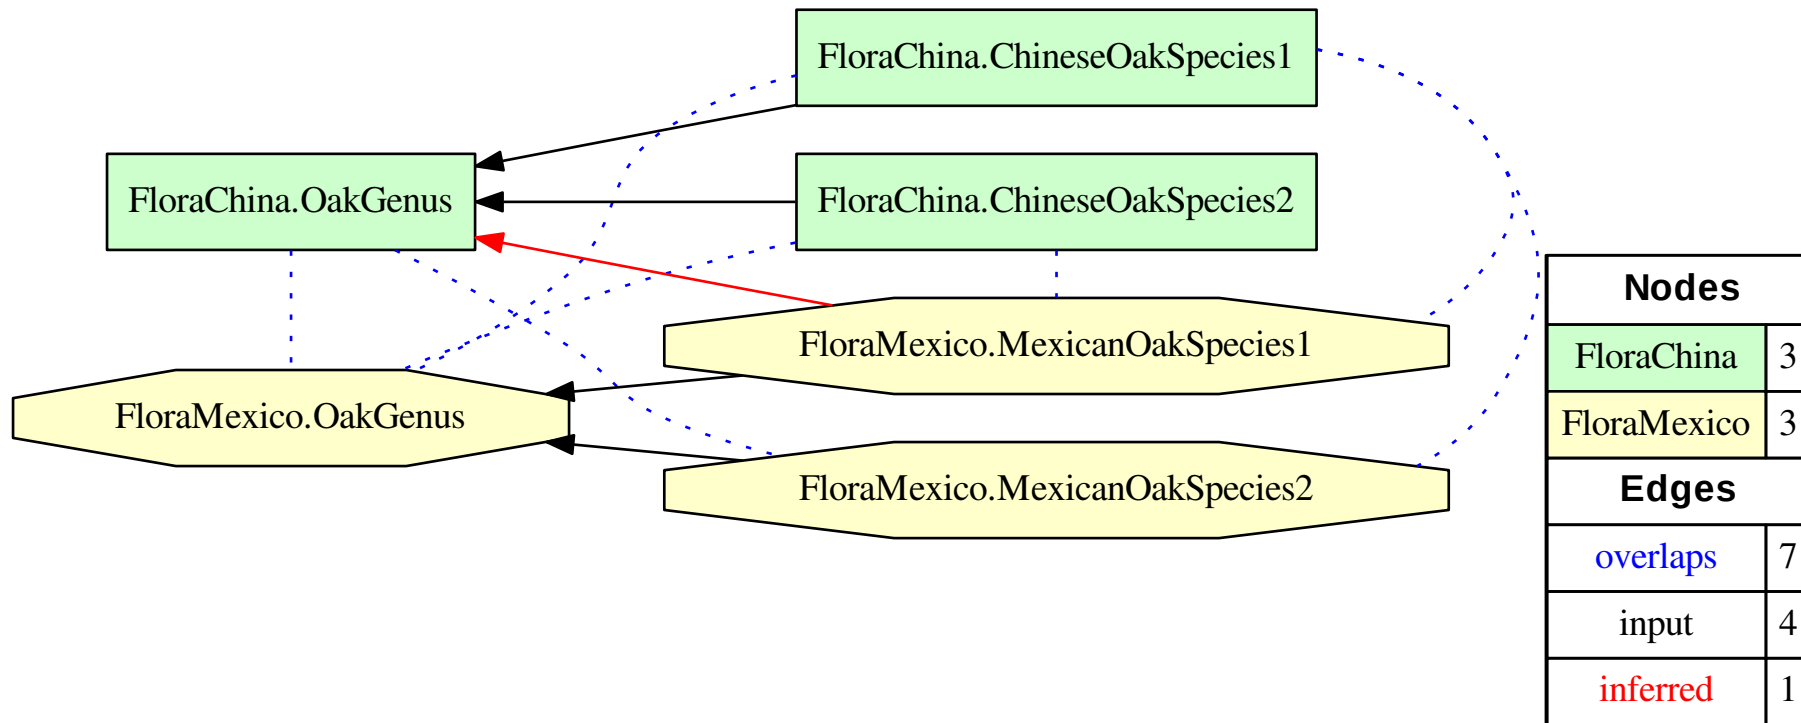 FloraChina.ChineseOakSpecies1
FloraChina.OakGenus
FloraChina.ChineseOakSpecies2
FloraMexico.MexicanOakSpecies1
FloraMexico.OakGenus
FloraMexico.MexicanOakSpecies2
Nodes
FloraChina 3
FloraMexico 3
Edges
overlaps 7
input 4
inferred 1